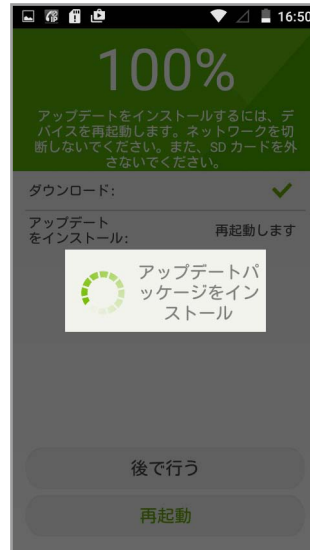 16:50
100%
アップデートをインストールするには、デ
バイスを再起動します。ネットワークを切
断しないでください。また、SD カードを外
さないでください。
ダウンロード:
アップデート
をインストール:
再起動します
アップデートパ
ッケージをイン
ストール
後で行う
再起動